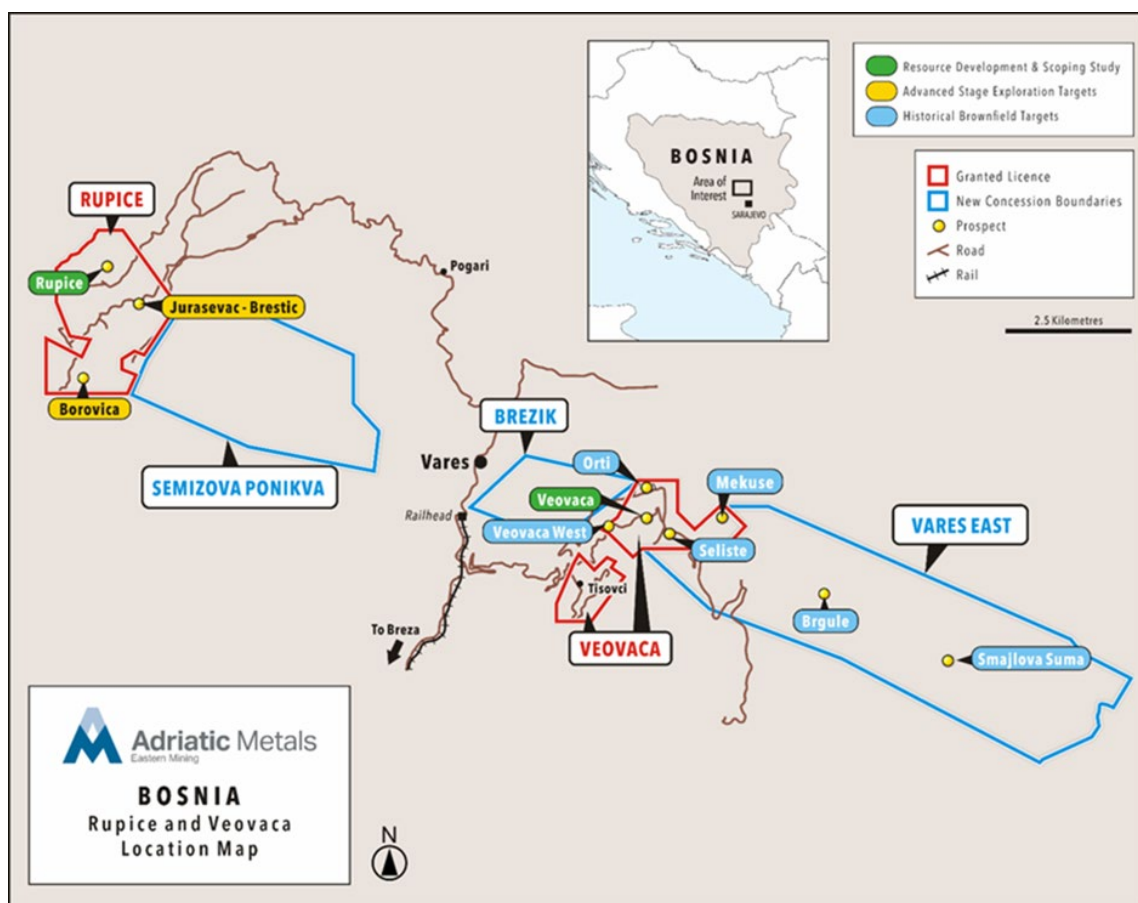 Resource Development & Scoping Study
Advanced Stage Exploration Targets
Historical Brownfield Targets
BOSNIA
Area of
Interest
SARAJEVO
Granted Licence
New Concession Boundaries
Prospect
Road
Rail
2.5 Kilometres
RUPICE
Rupice
Pogari
Jurasevac - Brestic
Borovica
SEMIZOVA PONIKVA
BREZIK
Vares
Orti
Mekuse
Veovaca
Railhead
Veovaca West
VARES EAST
Seliste
Tisovci
Brgule
To Breza
VEOVACA
Smajlova Suma
Adriatic Metals
Eastern Mining
BOSNIA
Rupice and Veovaca
Location Map
N